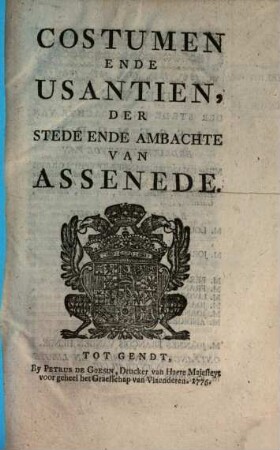 COSTUMEN
ENDE
USANTIEN,
DER
STEDE ENDE AMBACHTE
VAN
ASSENEDE.
TOT GENDT,
By PETRUS DE GOESIN, Drucker van Haere Majesteyt
voor geheel het Graefschap van Vlaenderen. 1776.